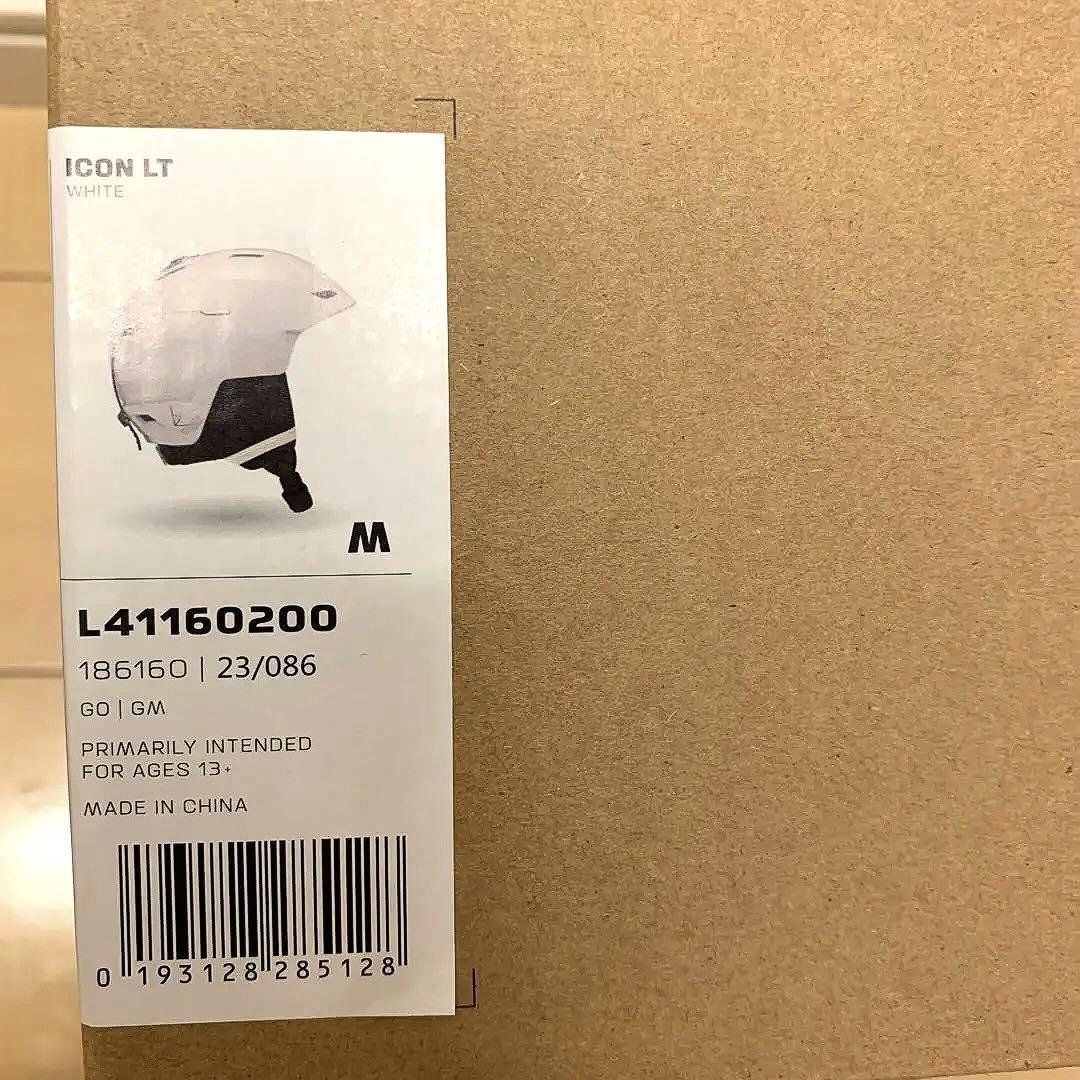 ICON LT
WHITE
M
L41160200
186160 | 23/086
GO | GM
PRIMARILY INTENDED
FOR AGES 13+
MADE IN CHINA
0 193128 285128